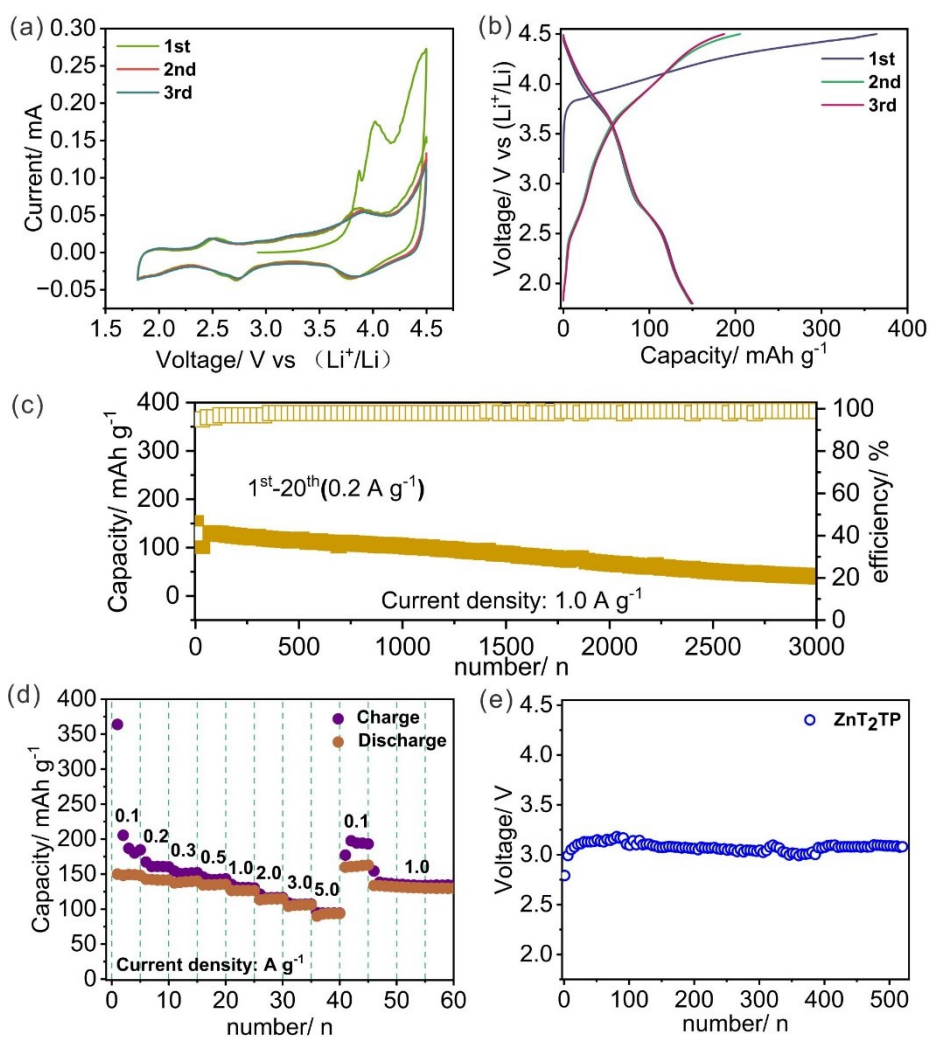 (a)
0.30
0.25
0.20
0.15
0.10
0.05
0.00
−0.05
Current/ mA
1st
2nd
3rd
1.5 2.0 2.5 3.0 3.5 4.0 4.5
Voltage/ V vs （Li⁺/Li）
(b)
4.5
4.0
3.5
3.0
2.5
2.0
Voltage/ V vs (Li⁺/Li)
1st
2nd
3rd
0 100 200 300 400
Capacity/ mAh g⁻¹
(c)
400
300
200
100
0
Capacity/ mAh g⁻¹
1ˢᵗ-20ᵗʰ(0.2 A g⁻¹)
Current density: 1.0 A g⁻¹
100
80
60
40
20
0
efficiency/ %
0 500 1000 1500 2000 2500 3000
number/ n
(d)
400
350
300
250
200
150
100
50
0
Capacity/ mAh g⁻¹
Charge
Discharge
0.1
0.2
0.3
0.5
1.0
2.0
3.0
5.0
0.1
1.0
Current density: A g⁻¹
0 10 20 30 40 50 60
number/ n
(e)
4.5
4.0
3.5
3.0
2.5
2.0
Voltage/ V
ZnT₂TP
0 100 200 300 400 500
number/ n